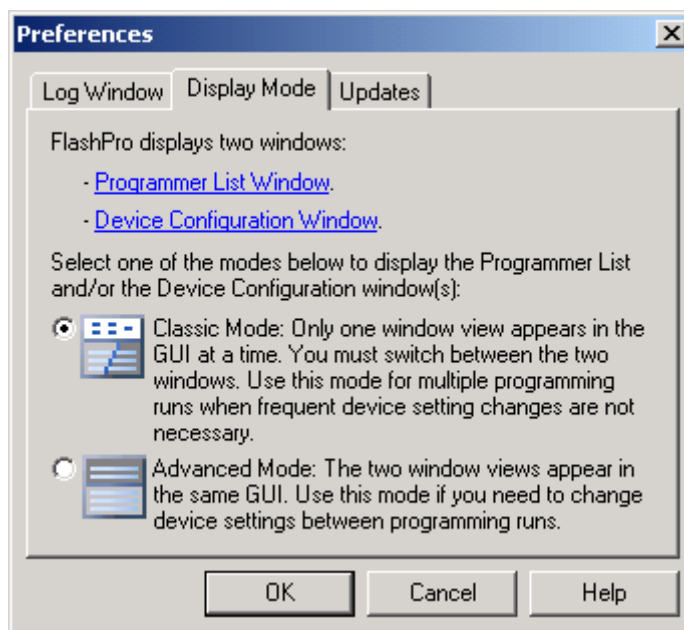 Preferences
Log Window
Display Mode
Updates
FlashPro displays two windows:
- Programmer List Window.
- Device Configuration Window.
Select one of the modes below to display the Programmer List
and/or the Device Configuration window(s):
Classic Mode: Only one window view appears in the
GUI at a time. You must switch between the two
windows. Use this mode for multiple programming
runs when frequent device setting changes are not
necessary.
Advanced Mode: The two window views appear in
the same GUI. Use this mode if you need to change
device settings between programming runs.
OK
Cancel
Help